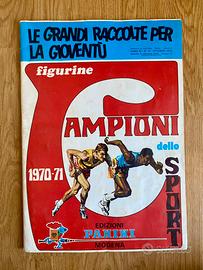 LE GRANDI RACCOLTE PER
LA GIOVENTÙ
figurine
CAMPIONI
dello
SPORT
1970-71
EDIZIONI
PANINI
MODENA